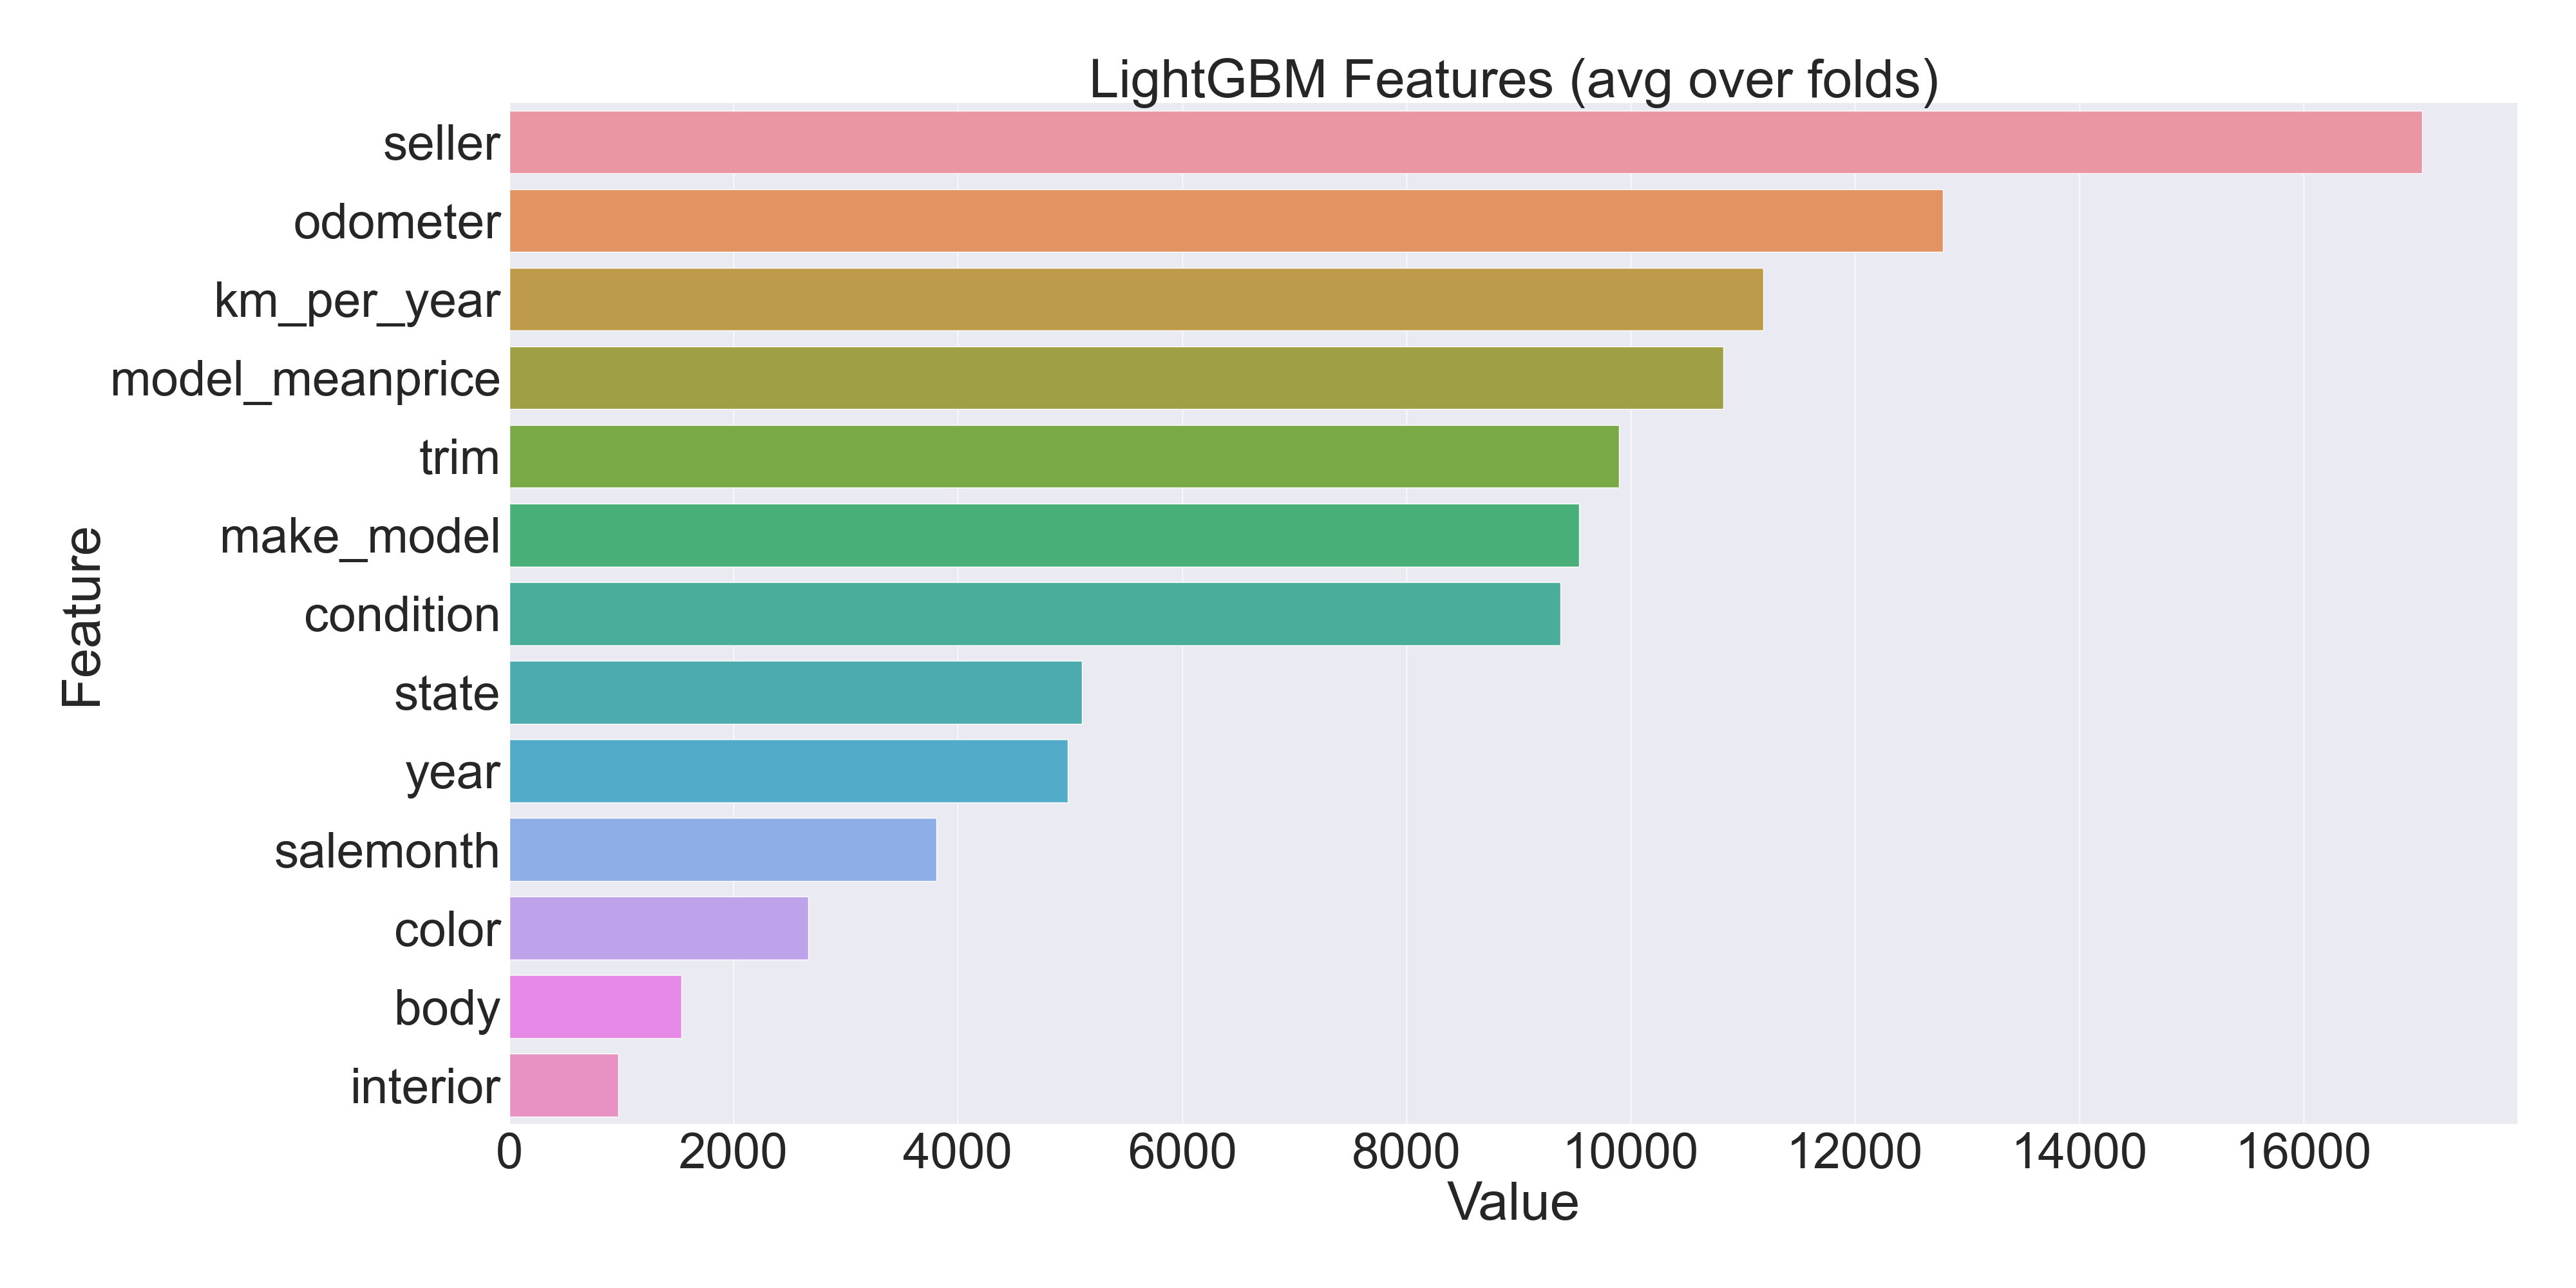 LightGBM Features (avg over folds)
seller
odometer
km_per_year
model_meanprice
trim
make_model
condition
state
year
salemonth
color
body
interior
Feature
0 2000 4000 6000 8000 10000 12000 14000 16000
Value